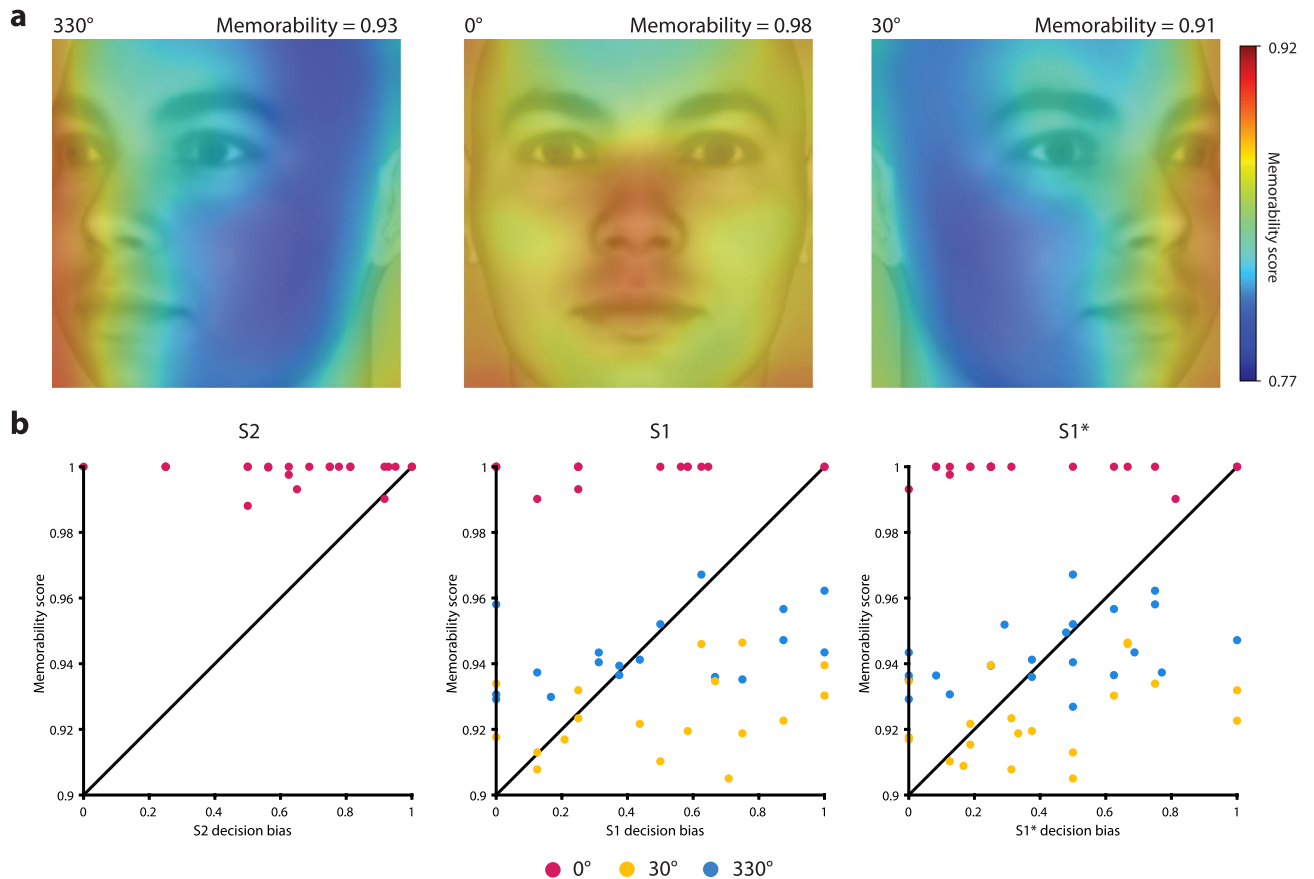 a
330° Memorability = 0.93
0° Memorability = 0.98
30° Memorability = 0.91
0.92
Memorability score
0.77
b
S2
S1
S1*
1
0.98
0.96
0.94
0.92
0.9
Memorability score
0 0.2 0.4 0.6 0.8 1
S2 decision bias
1
0.98
0.96
0.94
0.92
0.9
Memorability score
0 0.2 0.4 0.6 0.8 1
S1 decision bias
1
0.98
0.96
0.94
0.92
0.9
Memorability score
0 0.2 0.4 0.6 0.8 1
S1* decision bias
0° 30° 330°